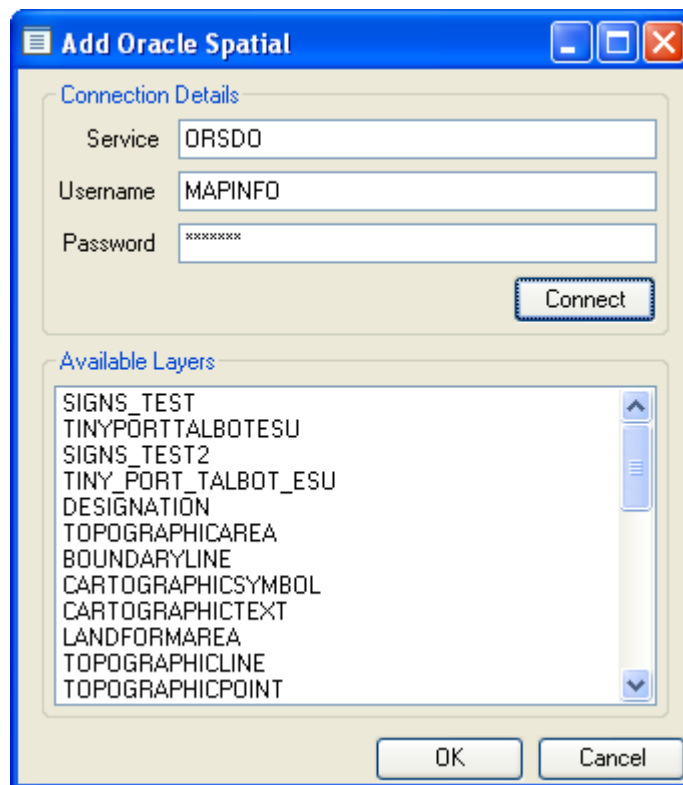 Add Oracle Spatial
Connection Details
Service ORSDO
Username MAPINFO
Password *******
Connect
Available Layers
SIGNS_TEST
TINYPORTTALBOTESU
SIGNS_TEST2
TINY_PORT_TALBOT_ESU
DESIGNATION
TOPOGRAPHICAREA
BOUNDARYLINE
CARTOGRAPHICSYMBOL
CARTOGRAPHICTEXT
LANDFORMAREA
TOPOGRAPHICLINE
TOPOGRAPHICPOINT
OK Cancel